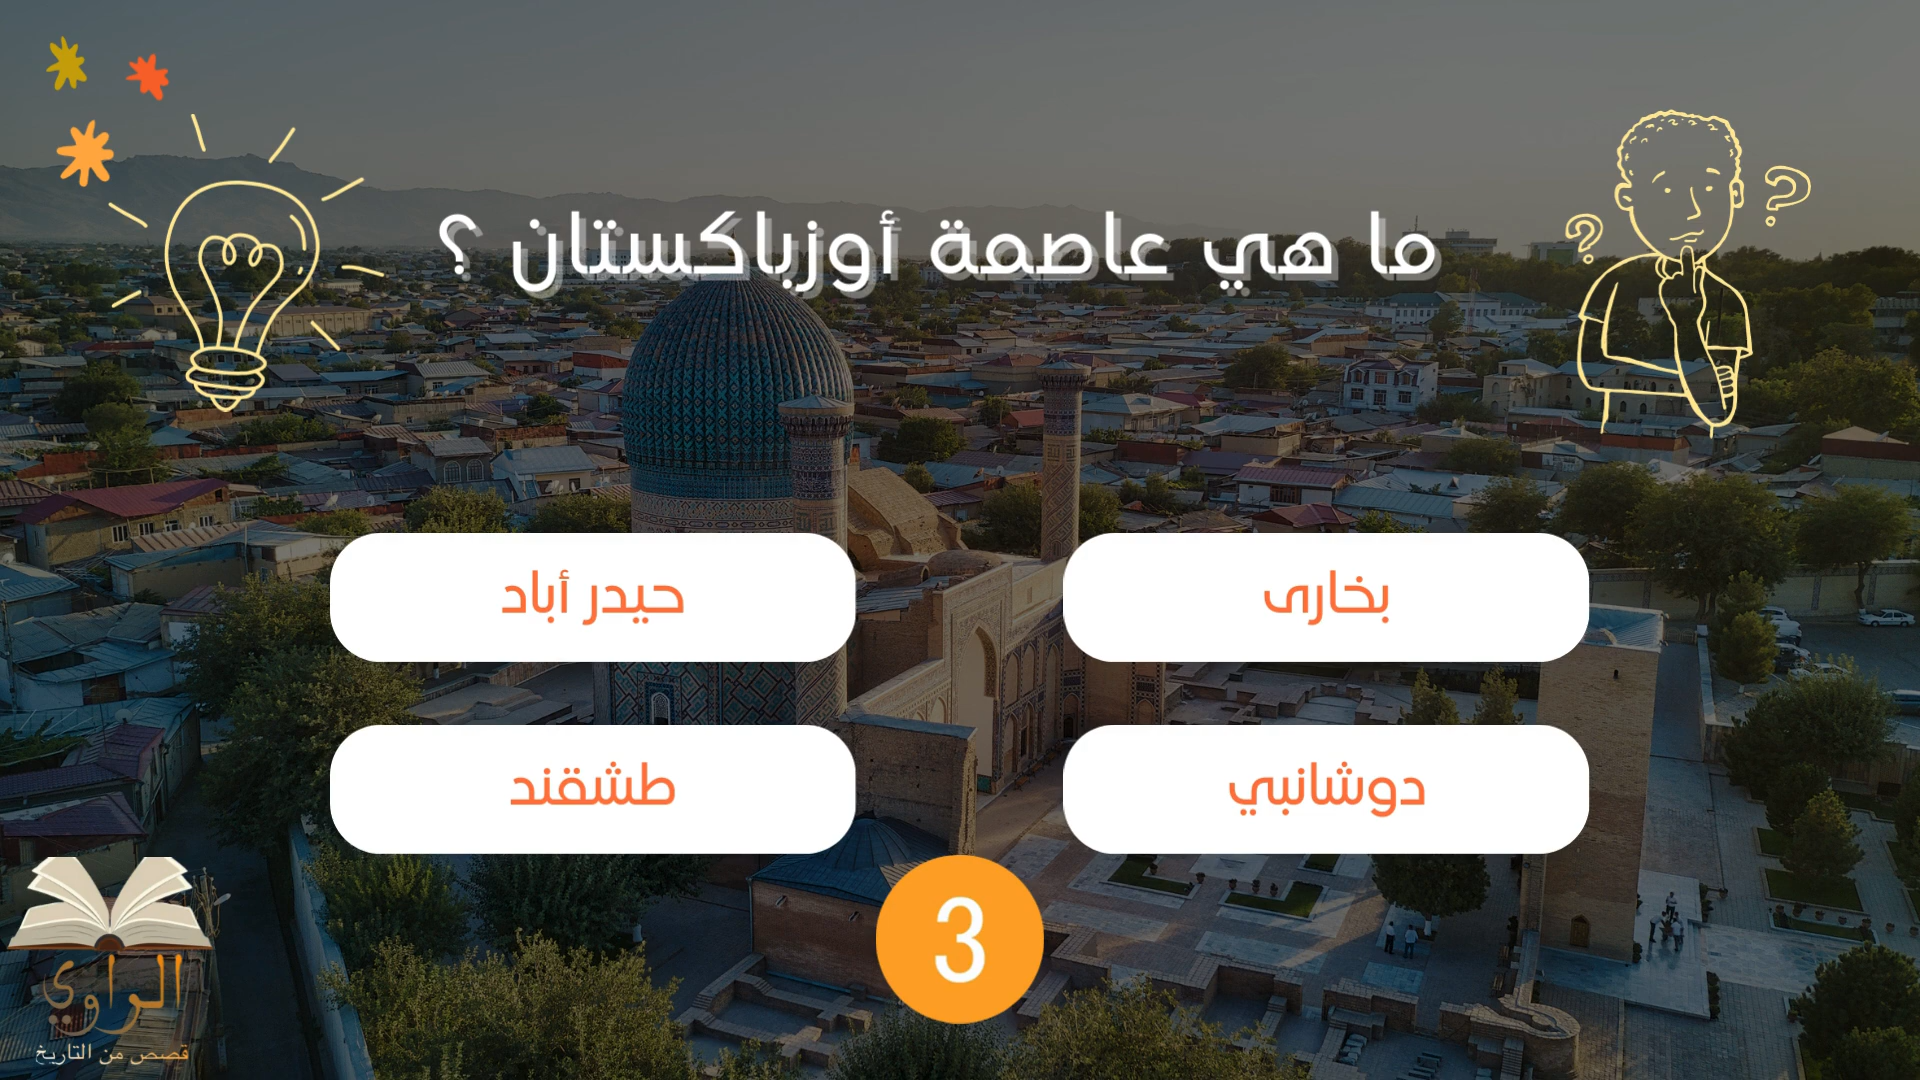 ما هي عاصمة أوزباكستان ؟
بخارى
حيدر أباد
دوشانبي
طشقند
3
الراوي
قصص من التاريخ